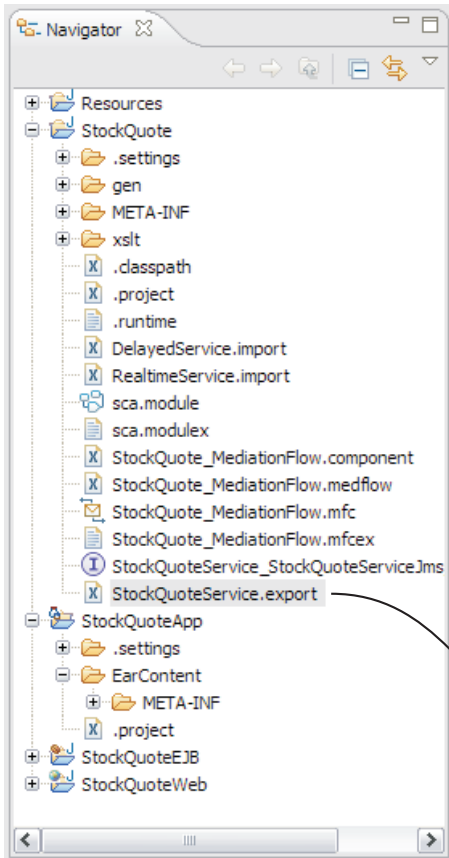 Navigator
Resources
StockQuote
.settings
gen
META-INF
xslt
.classpath
.project
.runtime
DelayedService.import
RealtimeService.import
sca.module
sca.modulex
StockQuote_MediationFlow.component
StockQuote_MediationFlow.medflow
StockQuote_MediationFlow.mfc
StockQuote_MediationFlow.mfcex
StockQuoteService_StockQuoteServiceJms
StockQuoteService.export
StockQuoteApp
.settings
EarContent
META-INF
.project
StockQuoteEJB
StockQuoteWeb